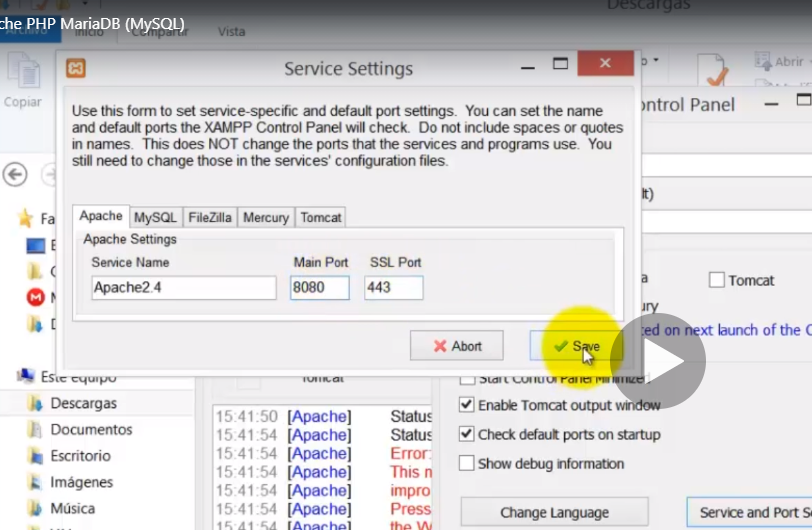 che PHP MariaDB (MySQL)
Descargas
Archivo Inicio Compartir Vista
Service Settings
Copiar
Abrir
ontrol Panel
Use this form to set service-specific and default port settings. You can set the name
and default ports the XAMPP Control Panel will check. Do not include spaces or quotes
in names. This does NOT change the ports that the services and programs use. You
still need to change those in the services' configuration files.
lt)
Fa
Apache MySQL FileZilla Mercury Tomcat
Apache Settings
Service Name Main Port SSL Port
Apache2.4 8080 443
a
Tomcat
ury
ted on next launch of the C
Abort Save
Este equipo
Tomcat
Start Control Panel Minimized
Descargas
Enable Tomcat output window
15:41:50 [Apache] Status
Documentos
15:41:54 [Apache] Status
Check default ports on startup
15:41:54 [Apache] Error:
Escritorio
15:41:54 [Apache] This n
Show debug information
Imágenes
15:41:54 [Apache] impro
15:41:54 [Apache] Press
Música
Change Language Service and Port S
15:41:54 [Apache] the W